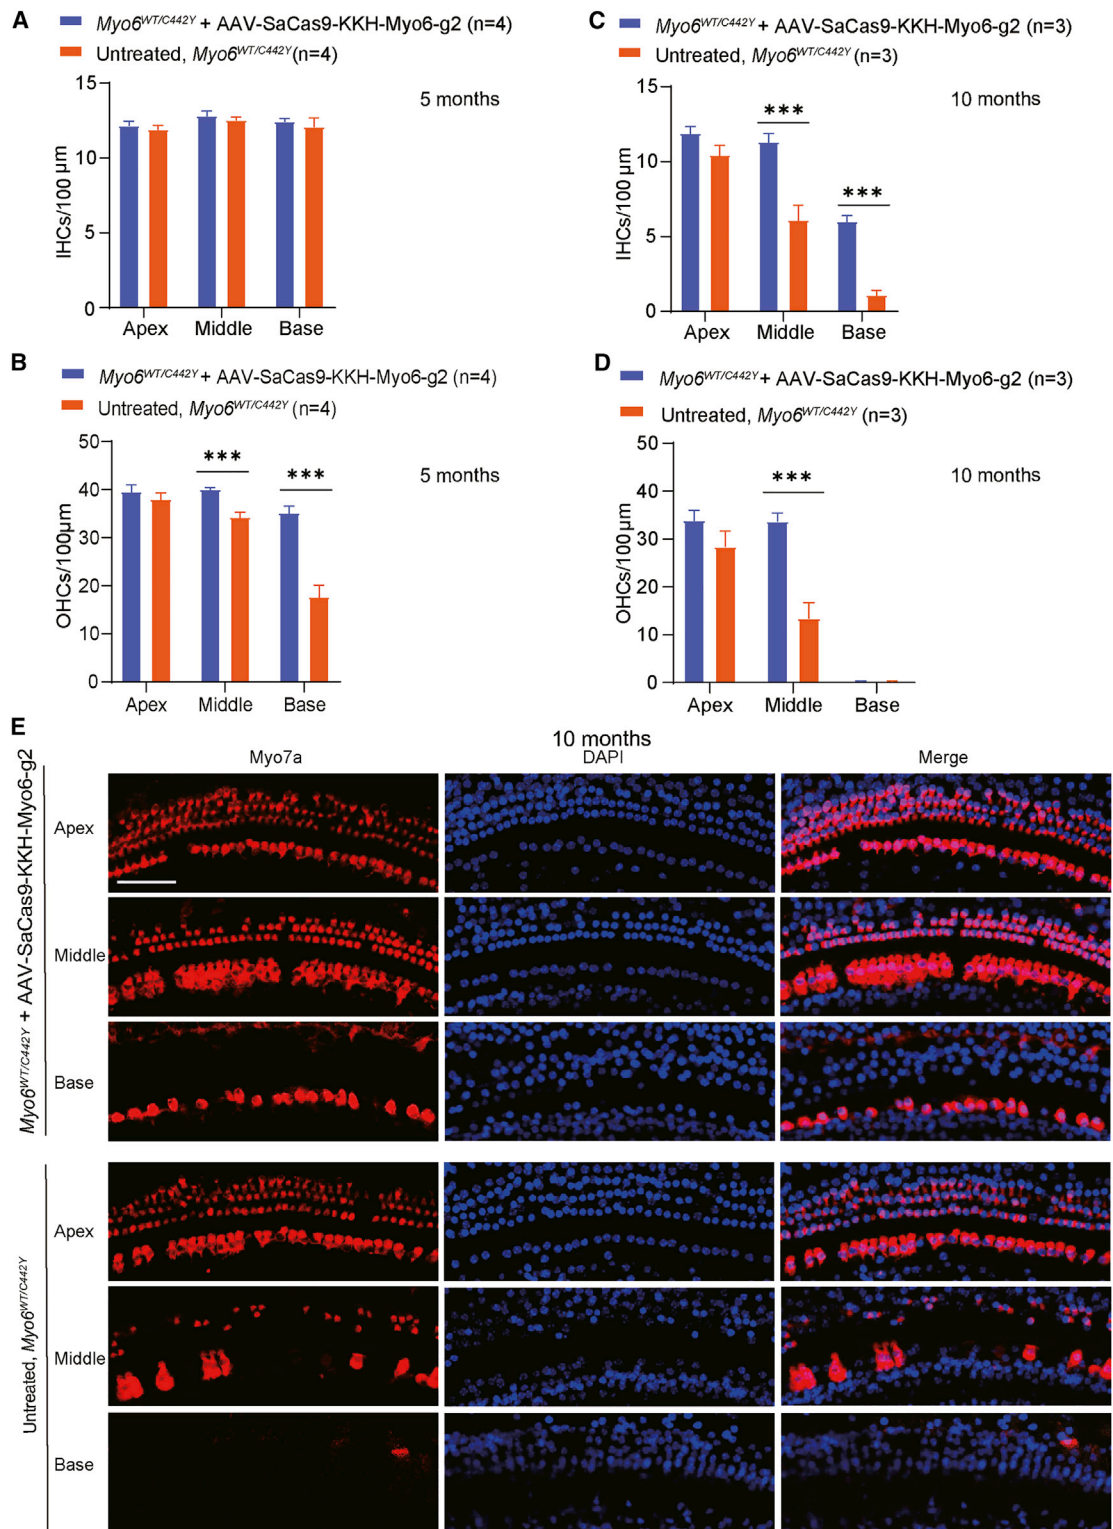 A
Myo6WT/C442Y + AAV-SaCas9-KKH-Myo6-g2 (n=4)
Untreated, Myo6WT/C442Y (n=4)
5 months
IHCs/100 µm
15
10
5
0
Apex Middle Base
C
Myo6WT/C442Y + AAV-SaCas9-KKH-Myo6-g2 (n=3)
Untreated, Myo6WT/C442Y (n=3)
10 months
IHCs/100 µm
15
10
5
0
***
***
Apex Middle Base
B
Myo6WT/C442Y + AAV-SaCas9-KKH-Myo6-g2 (n=4)
Untreated, Myo6WT/C442Y (n=4)
5 months
OHCs/100µm
50
40
30
20
10
0
***
***
Apex Middle Base
D
Myo6WT/C442Y + AAV-SaCas9-KKH-Myo6-g2 (n=3)
Untreated, Myo6WT/C442Y (n=3)
10 months
OHCs/100µm
50
40
30
20
10
0
***
Apex Middle Base
E
10 months
Myo7a DAPI Merge
Myo6WT/C442Y + AAV-SaCas9-KKH-Myo6-g2
Apex
Middle
Base
Untreated, Myo6WT/C442Y
Apex
Middle
Base